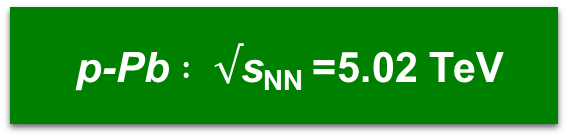 p-Pb : √sNN =5.02 TeV